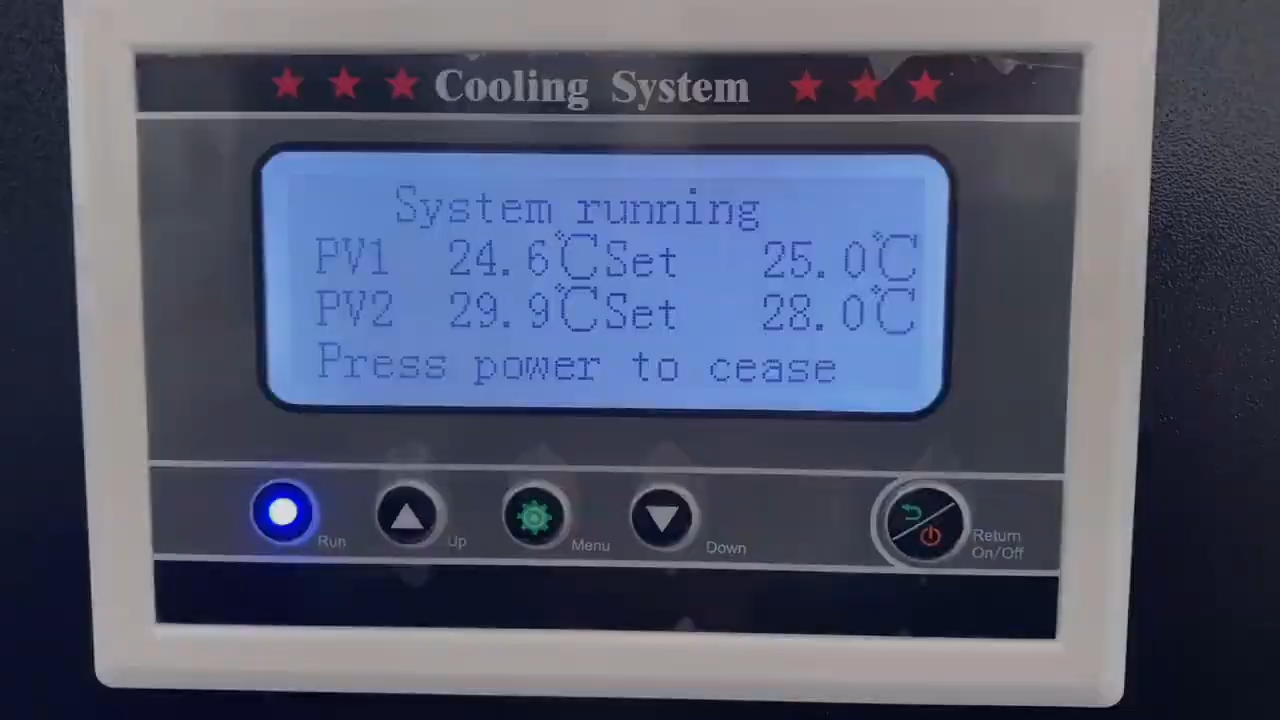 Cooling System
System running
PV1 24.6℃Set 25.0℃
PV2 29.9℃Set 28.0℃
Press power to cease
Run Up Menu Down Return
On/Off